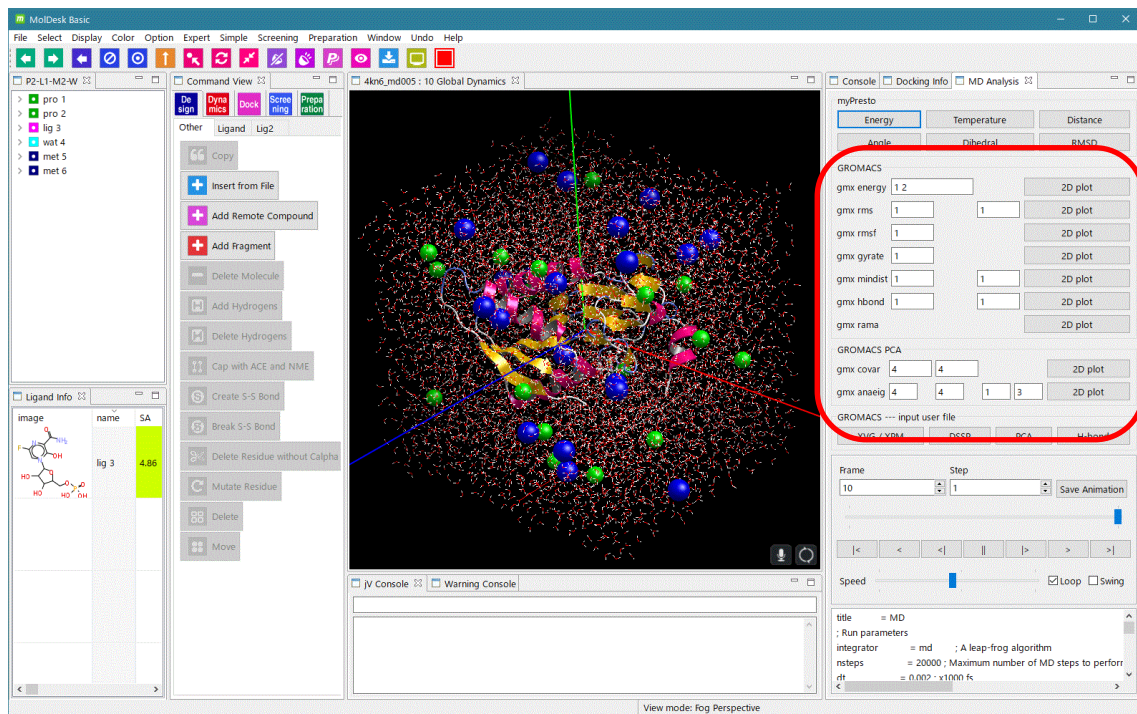 MolDesk Basic
File Select Display Color Option Expert Simple Screening Preparation Window Undo Help
P2-L1-M2-W
pro 1
pro 2
lig 3
wat 4
met 5
met 6
Ligand Info
image name SA
lig 3 4.86
Command View
De sign
Dyna mics
Dock
Scree ning
Prepa ration
Other Ligand Lig2
Copy
Insert from File
Add Remote Compound
Add Fragment
Delete Molecule
Add Hydrogens
Delete Hydrogens
Cap with ACE and NME
Create S-S Bond
Break S-S Bond
Delete Residue without Calpha
Mutate Residue
Delete
Move
4kn6_md005 : 10 Global Dynamics
jV Console Warning Console
Console Docking Info MD Analysis
myPresto
Energy Temperature Distance
Angle Dihedral RMSD
GROMACS
gmx energy 1 2 2D plot
gmx rms 1 1 2D plot
gmx rmsf 1 2D plot
gmx gyrate 1 2D plot
gmx mindist 1 1 2D plot
gmx hbond 1 1 2D plot
gmx rama 2D plot
GROMACS PCA
gmx covar 4 4 2D plot
gmx anaeig 4 4 1 3 2D plot
GROMACS --- input user file
XVG / XPM DSSP PCA H-bond
Frame Step
10 1 Save Animation
|< < <| || |> > >|
Speed Loop Swing
title = MD
; Run parameters
integrator = md ; A leap-frog algorithm
nsteps = 20000 ; Maximum number of MD steps to perforr
dt = 0.002 ; x1000 fs
View mode: Fog Perspective